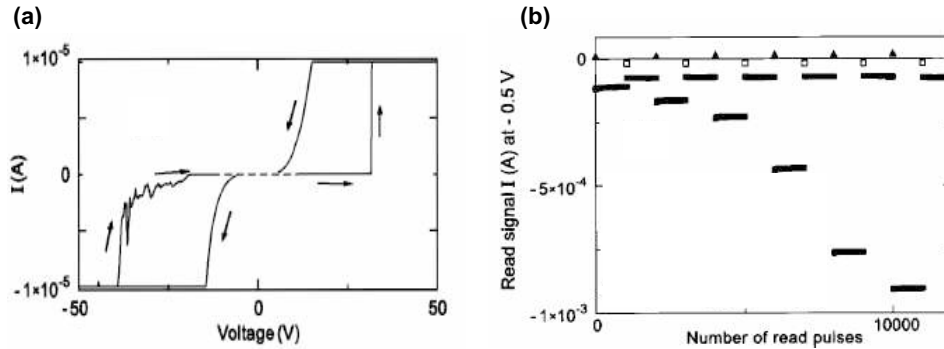 (a)
1×10⁻⁵
0
-1×10⁻⁵
I (A)
-50
0
50
Voltage (V)
(b)
0
-5×10⁻⁴
-1×10⁻³
Read signal I (A) at - 0.5 V
0
10000
Number of read pulses